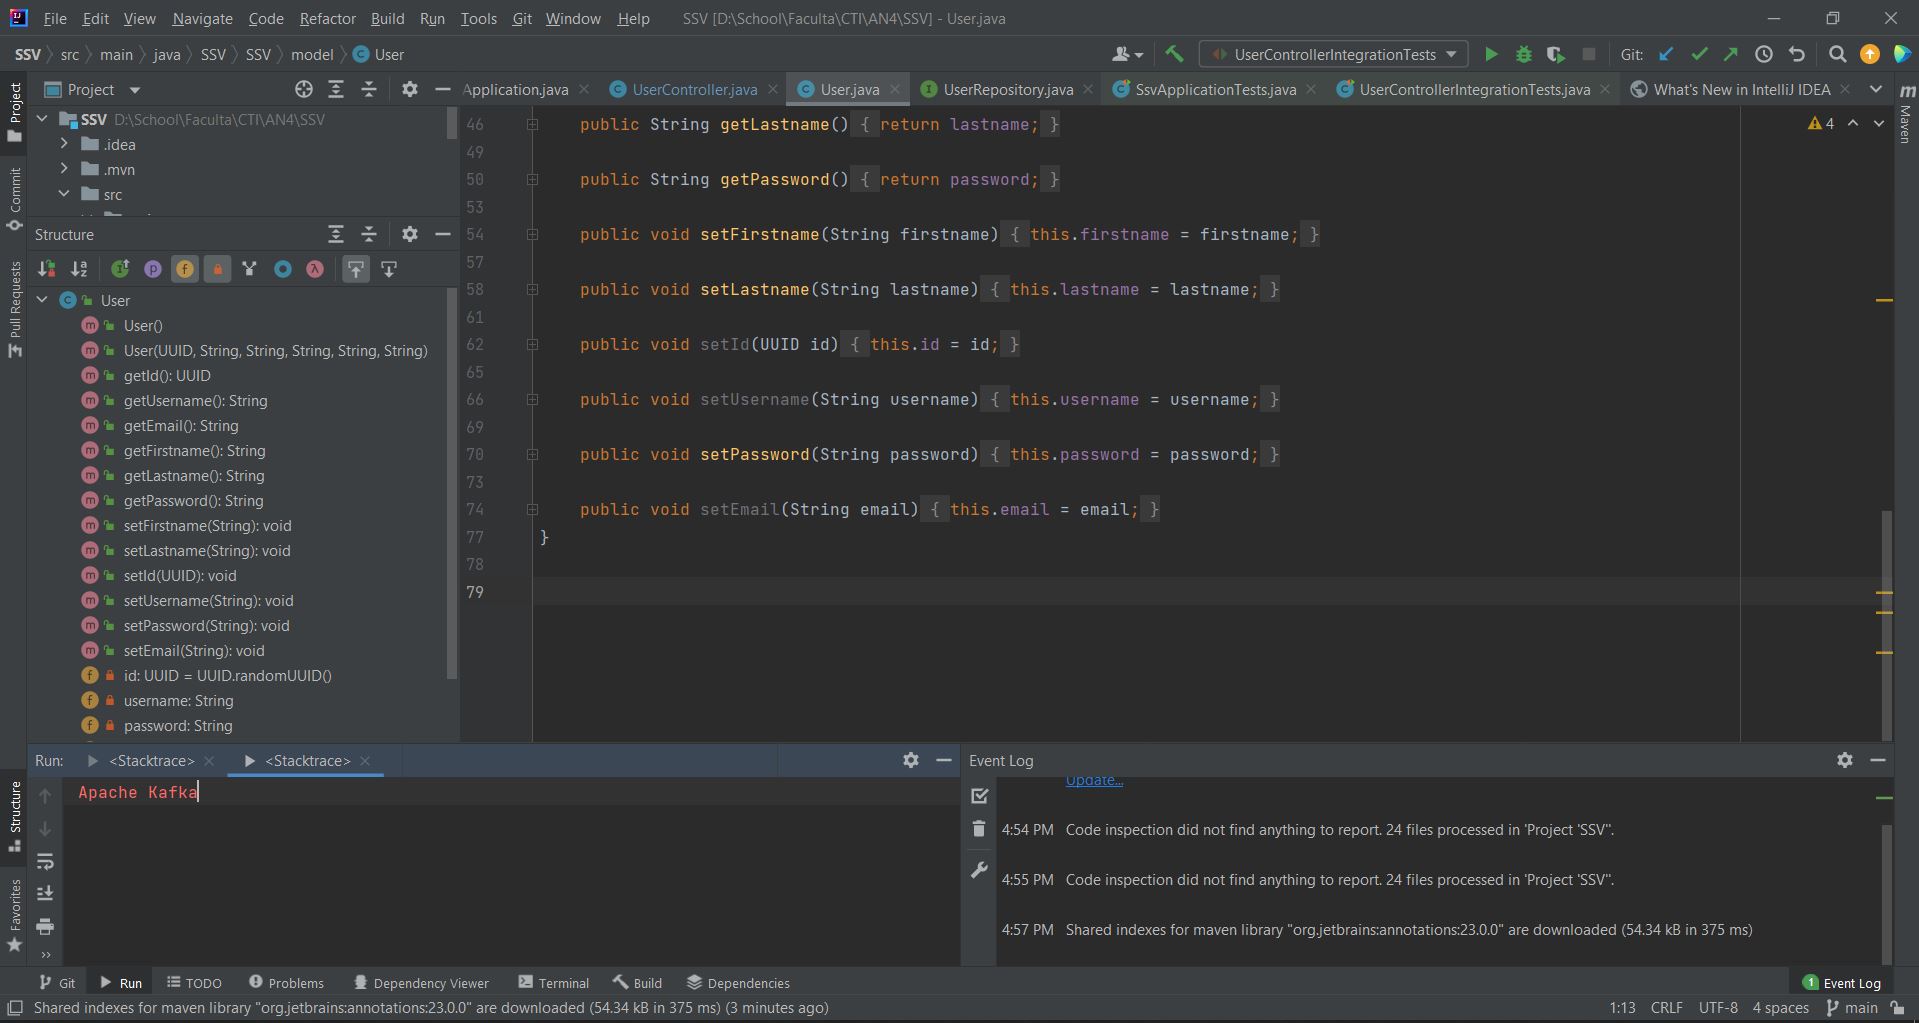 File Edit View Navigate Code Refactor Build Run Tools Git Window Help SSV [D:\School\Faculta\CTI\AN4\SSV] - User.java
SSV src main java SSV SSV model User UserControllerIntegrationTests Git:
Project
Application.java UserController.java User.java UserRepository.java SsvApplicationTests.java UserControllerIntegrationTests.java What's New in IntelliJ IDEA
Project
Commit
Pull Requests
Structure
Favorites
Maven
SSV D:\School\Faculta\CTI\AN4\SSV
.idea
.mvn
src
Structure
User
User()
User(UUID, String, String, String, String, String)
getId(): UUID
getUsername(): String
getEmail(): String
getFirstname(): String
getLastname(): String
getPassword(): String
setFirstname(String): void
setLastname(String): void
setId(UUID): void
setUsername(String): void
setPassword(String): void
setEmail(String): void
id: UUID = UUID.randomUUID()
username: String
password: String
4
46 public String getLastname() { return lastname; }
49
50 public String getPassword() { return password; }
53
54 public void setFirstname(String firstname) { this.firstname = firstname; }
57
58 public void setLastname(String lastname) { this.lastname = lastname; }
61
62 public void setId(UUID id) { this.id = id; }
65
66 public void setUsername(String username) { this.username = username; }
69
70 public void setPassword(String password) { this.password = password; }
73
74 public void setEmail(String email) { this.email = email; }
77 }
78
79
Run: <Stacktrace> <Stacktrace>
Apache Kafka
Event Log
Update...
4:54 PM Code inspection did not find anything to report. 24 files processed in 'Project 'SSV''.
4:55 PM Code inspection did not find anything to report. 24 files processed in 'Project 'SSV''.
4:57 PM Shared indexes for maven library "org.jetbrains:annotations:23.0.0" are downloaded (54.34 kB in 375 ms)
Git Run TODO Problems Dependency Viewer Terminal Build Dependencies 1 Event Log
Shared indexes for maven library "org.jetbrains:annotations:23.0.0" are downloaded (54.34 kB in 375 ms) (3 minutes ago) 1:13 CRLF UTF-8 4 spaces main